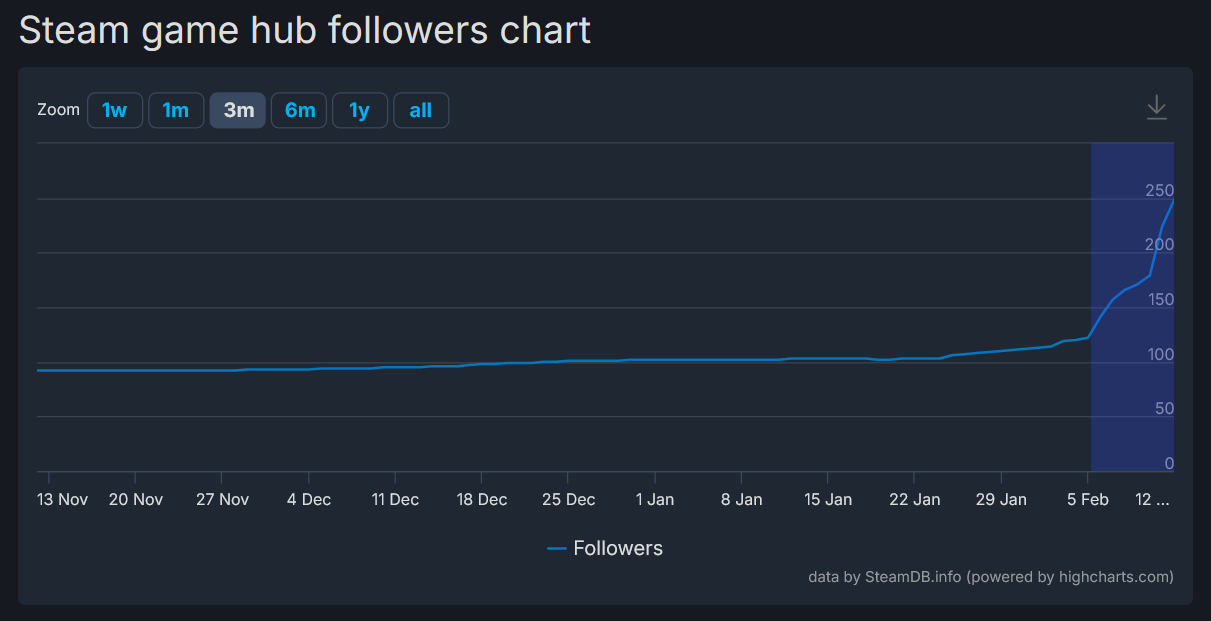 Steam game hub followers chart
Zoom 1w 1m 3m 6m 1y all
250
200
150
100
50
0
13 Nov 20 Nov 27 Nov 4 Dec 11 Dec 18 Dec 25 Dec 1 Jan 8 Jan 15 Jan 22 Jan 29 Jan 5 Feb 12 ...
Followers
data by SteamDB.info (powered by highcharts.com)